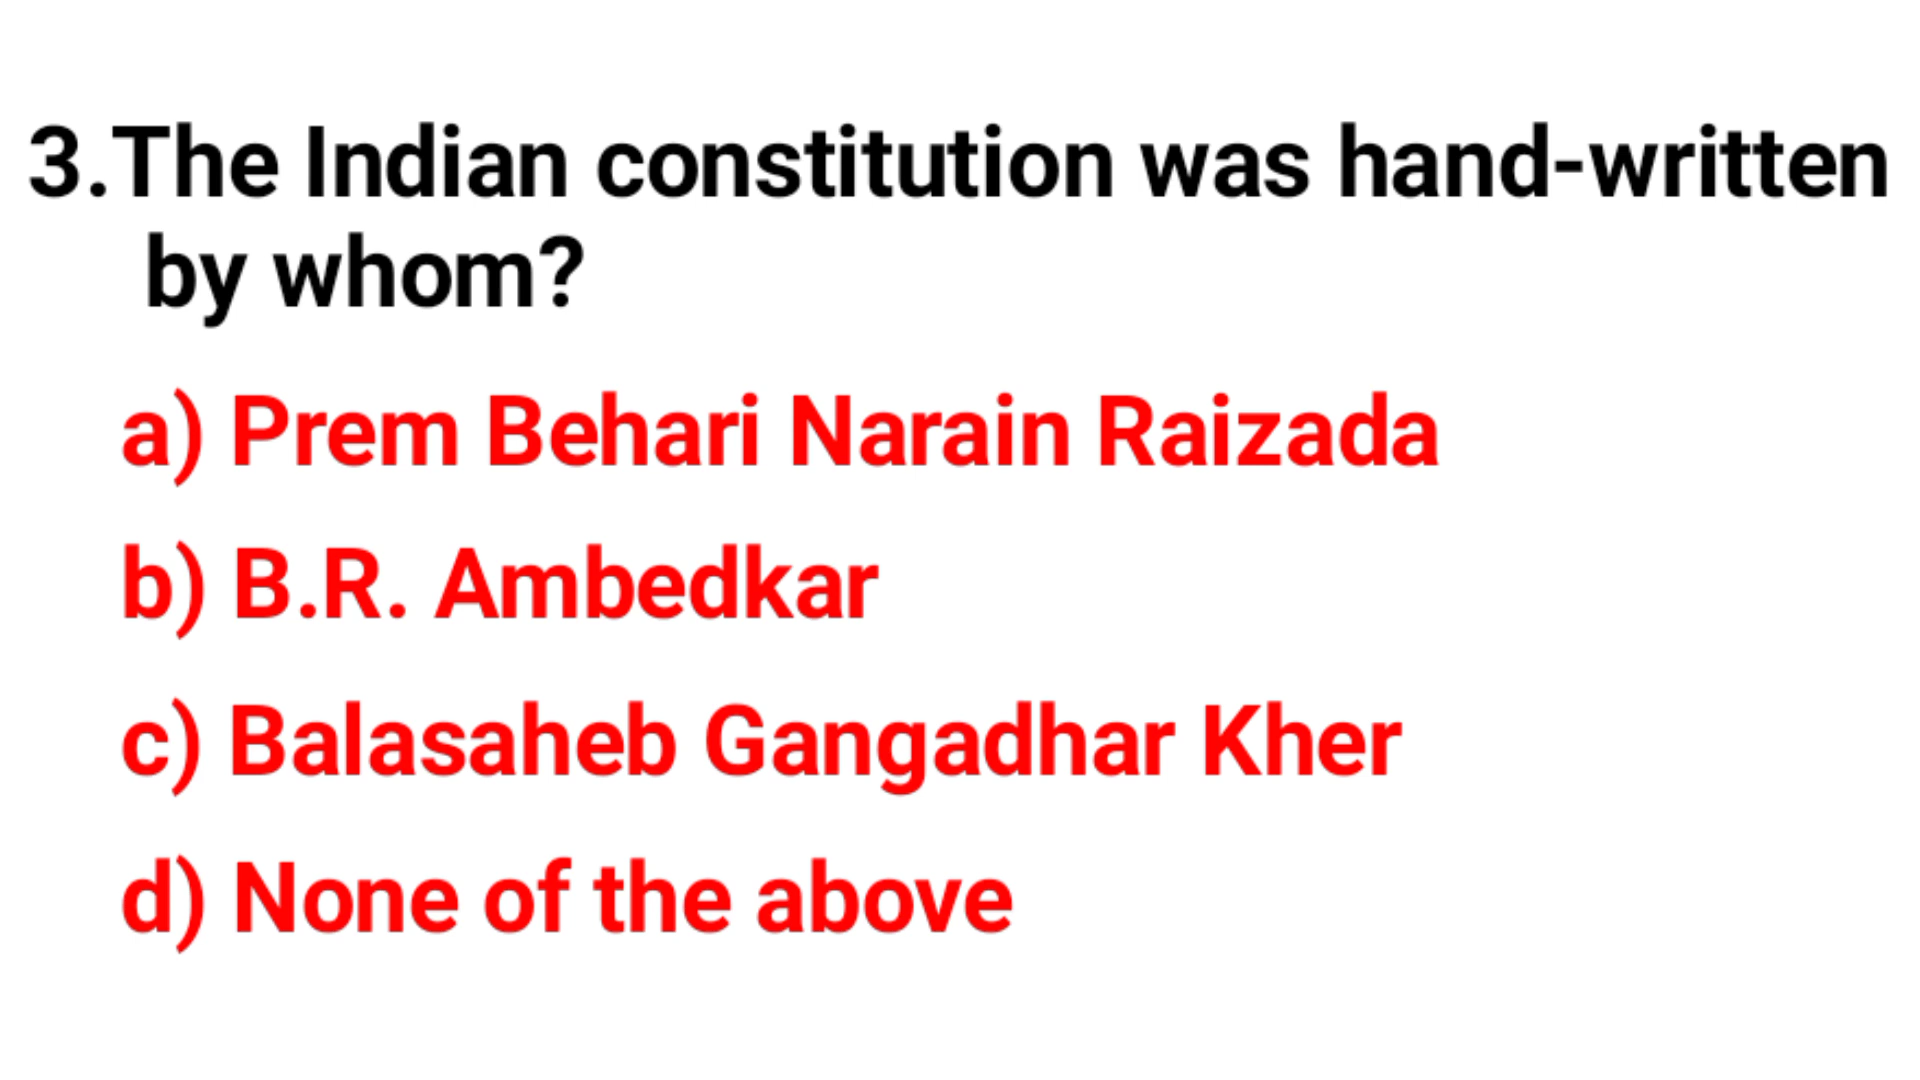 3.The Indian constitution was hand-written
by whom?
a) Prem Behari Narain Raizada
b) B.R. Ambedkar
c) Balasaheb Gangadhar Kher
d) None of the above